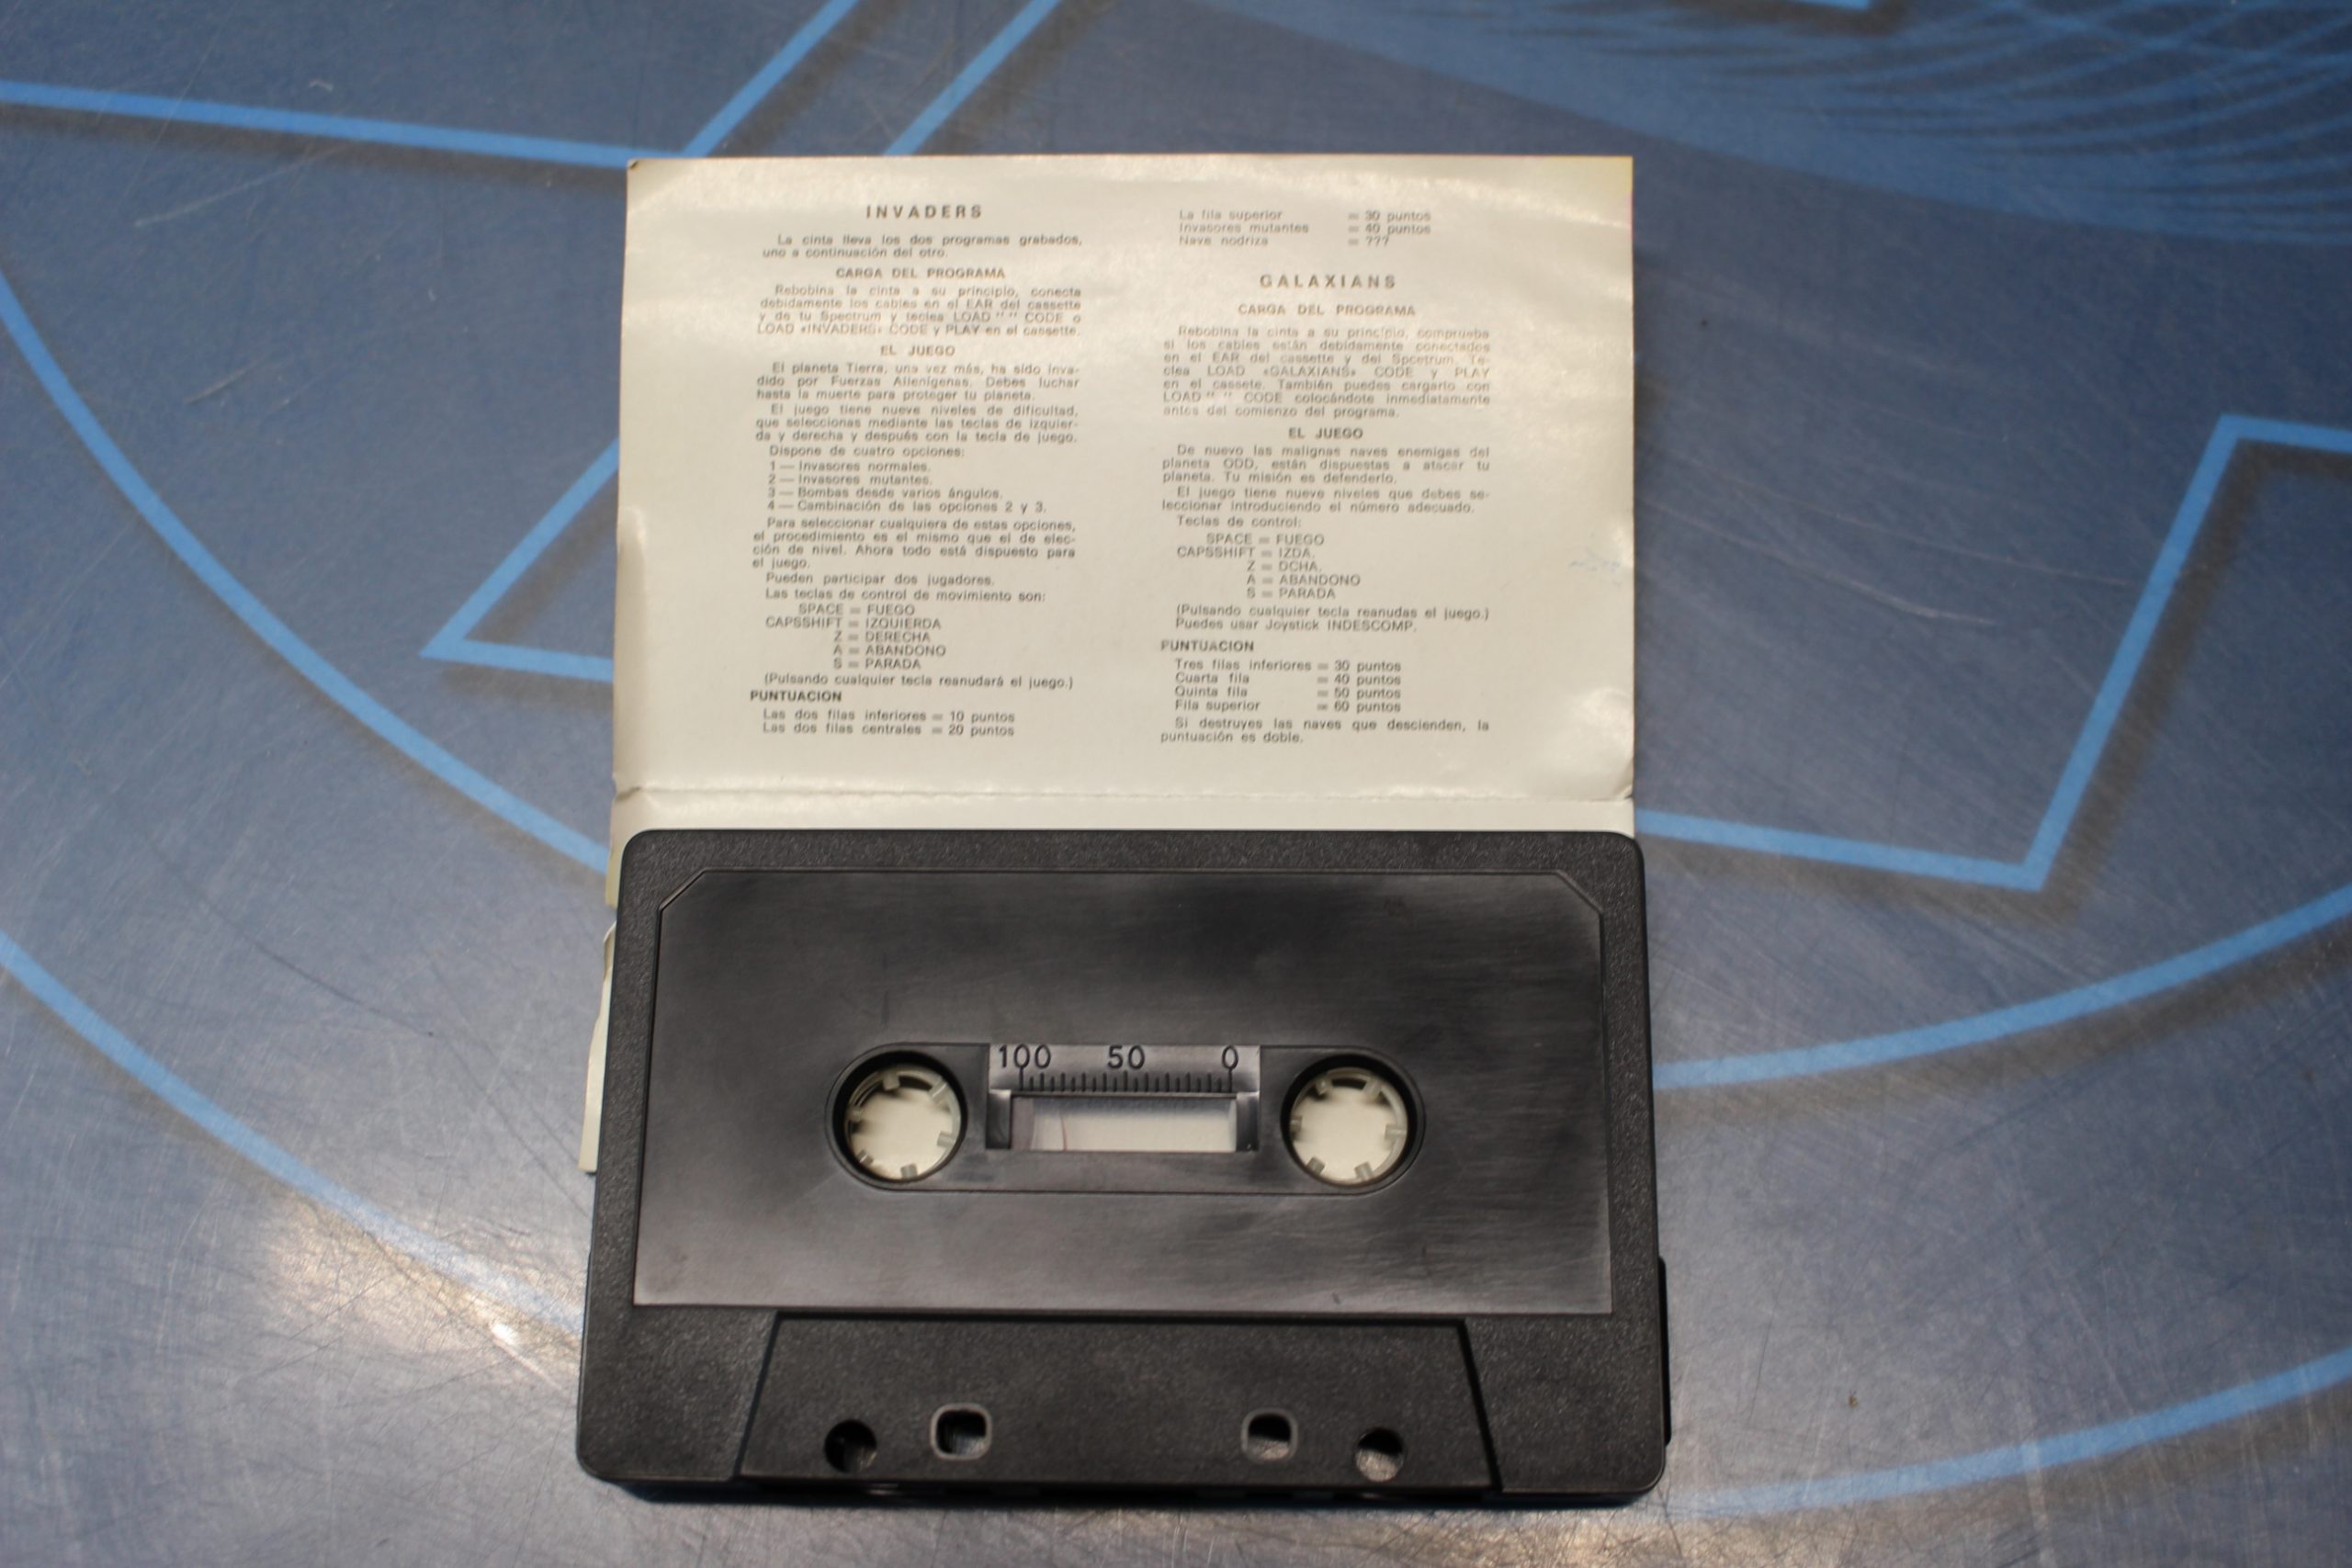 INVADERS
La cinta lleva los dos programas grabados,
uno a continuación del otro.
CARGA DEL PROGRAMA
Rebobina la cinta a su principio, conecta
debidamente los cables en el EAR del cassette
y de tu Spectrum y teclea LOAD " " CODE o
LOAD «INVADERS» CODE y PLAY en el cassette.
EL JUEGO
El planeta Tierra, una vez más, ha sido inva-
dido por Fuerzas Alienígenas. Debes luchar
hasta la muerte para proteger tu planeta.
El juego tiene nueve niveles de dificultad,
que seleccionas mediante las teclas de izquier-
da y derecha y después con la tecla de juego.
Dispone de cuatro opciones:
1 — Invasores normales.
2 — Invasores mutantes.
3 — Bombas desde varios ángulos.
4 — Combinación de las opciones 2 y 3.
Para seleccionar cualquiera de estas opciones,
el procedimiento es el mismo que el de elec-
ción de nivel. Ahora todo está dispuesto para
el juego.
Pueden participar dos jugadores.
Las teclas de control de movimiento son:
SPACE = FUEGO
CAPSSHIFT = IZQUIERDA
Z = DERECHA
A = ABANDONO
S = PARADA
(Pulsando cualquier tecla reanudará el juego.)
PUNTUACION
Las dos filas inferiores = 10 puntos
Las dos filas centrales = 20 puntos
La fila superior = 30 puntos
Invasores mutantes = 40 puntos
Nave nodriza = ???
GALAXIANS
CARGA DEL PROGRAMA
Rebobina la cinta a su principio, comprueba
si los cables están debidamente conectados
en el EAR del cassette y del Spcetrum. Te-
clea LOAD «GALAXIANS» CODE y PLAY
en el cassete. También puedes cargarlo con
LOAD " " CODE colocándote inmediatamente
antes del comienzo del programa.
EL JUEGO
De nuevo las malignas naves enemigas del
planeta ODD, están dispuestas a atacar tu
planeta. Tu misión es defenderlo.
El juego tiene nueve niveles que debes se-
leccionar introduciendo el número adecuado.
Teclas de control:
SPACE = FUEGO
CAPSSHIFT = IZDA.
Z = DCHA.
A = ABANDONO
S = PARADA
(Pulsando cualquier tecla reanudas el juego.)
Puedes usar Joystick INDESCOMP.
PUNTUACION
Tres filas inferiores = 30 puntos
Cuarta fila = 40 puntos
Quinta fila = 50 puntos
Fila superior = 60 puntos
Si destruyes las naves que descienden, la
puntuación es doble.
100 50 0